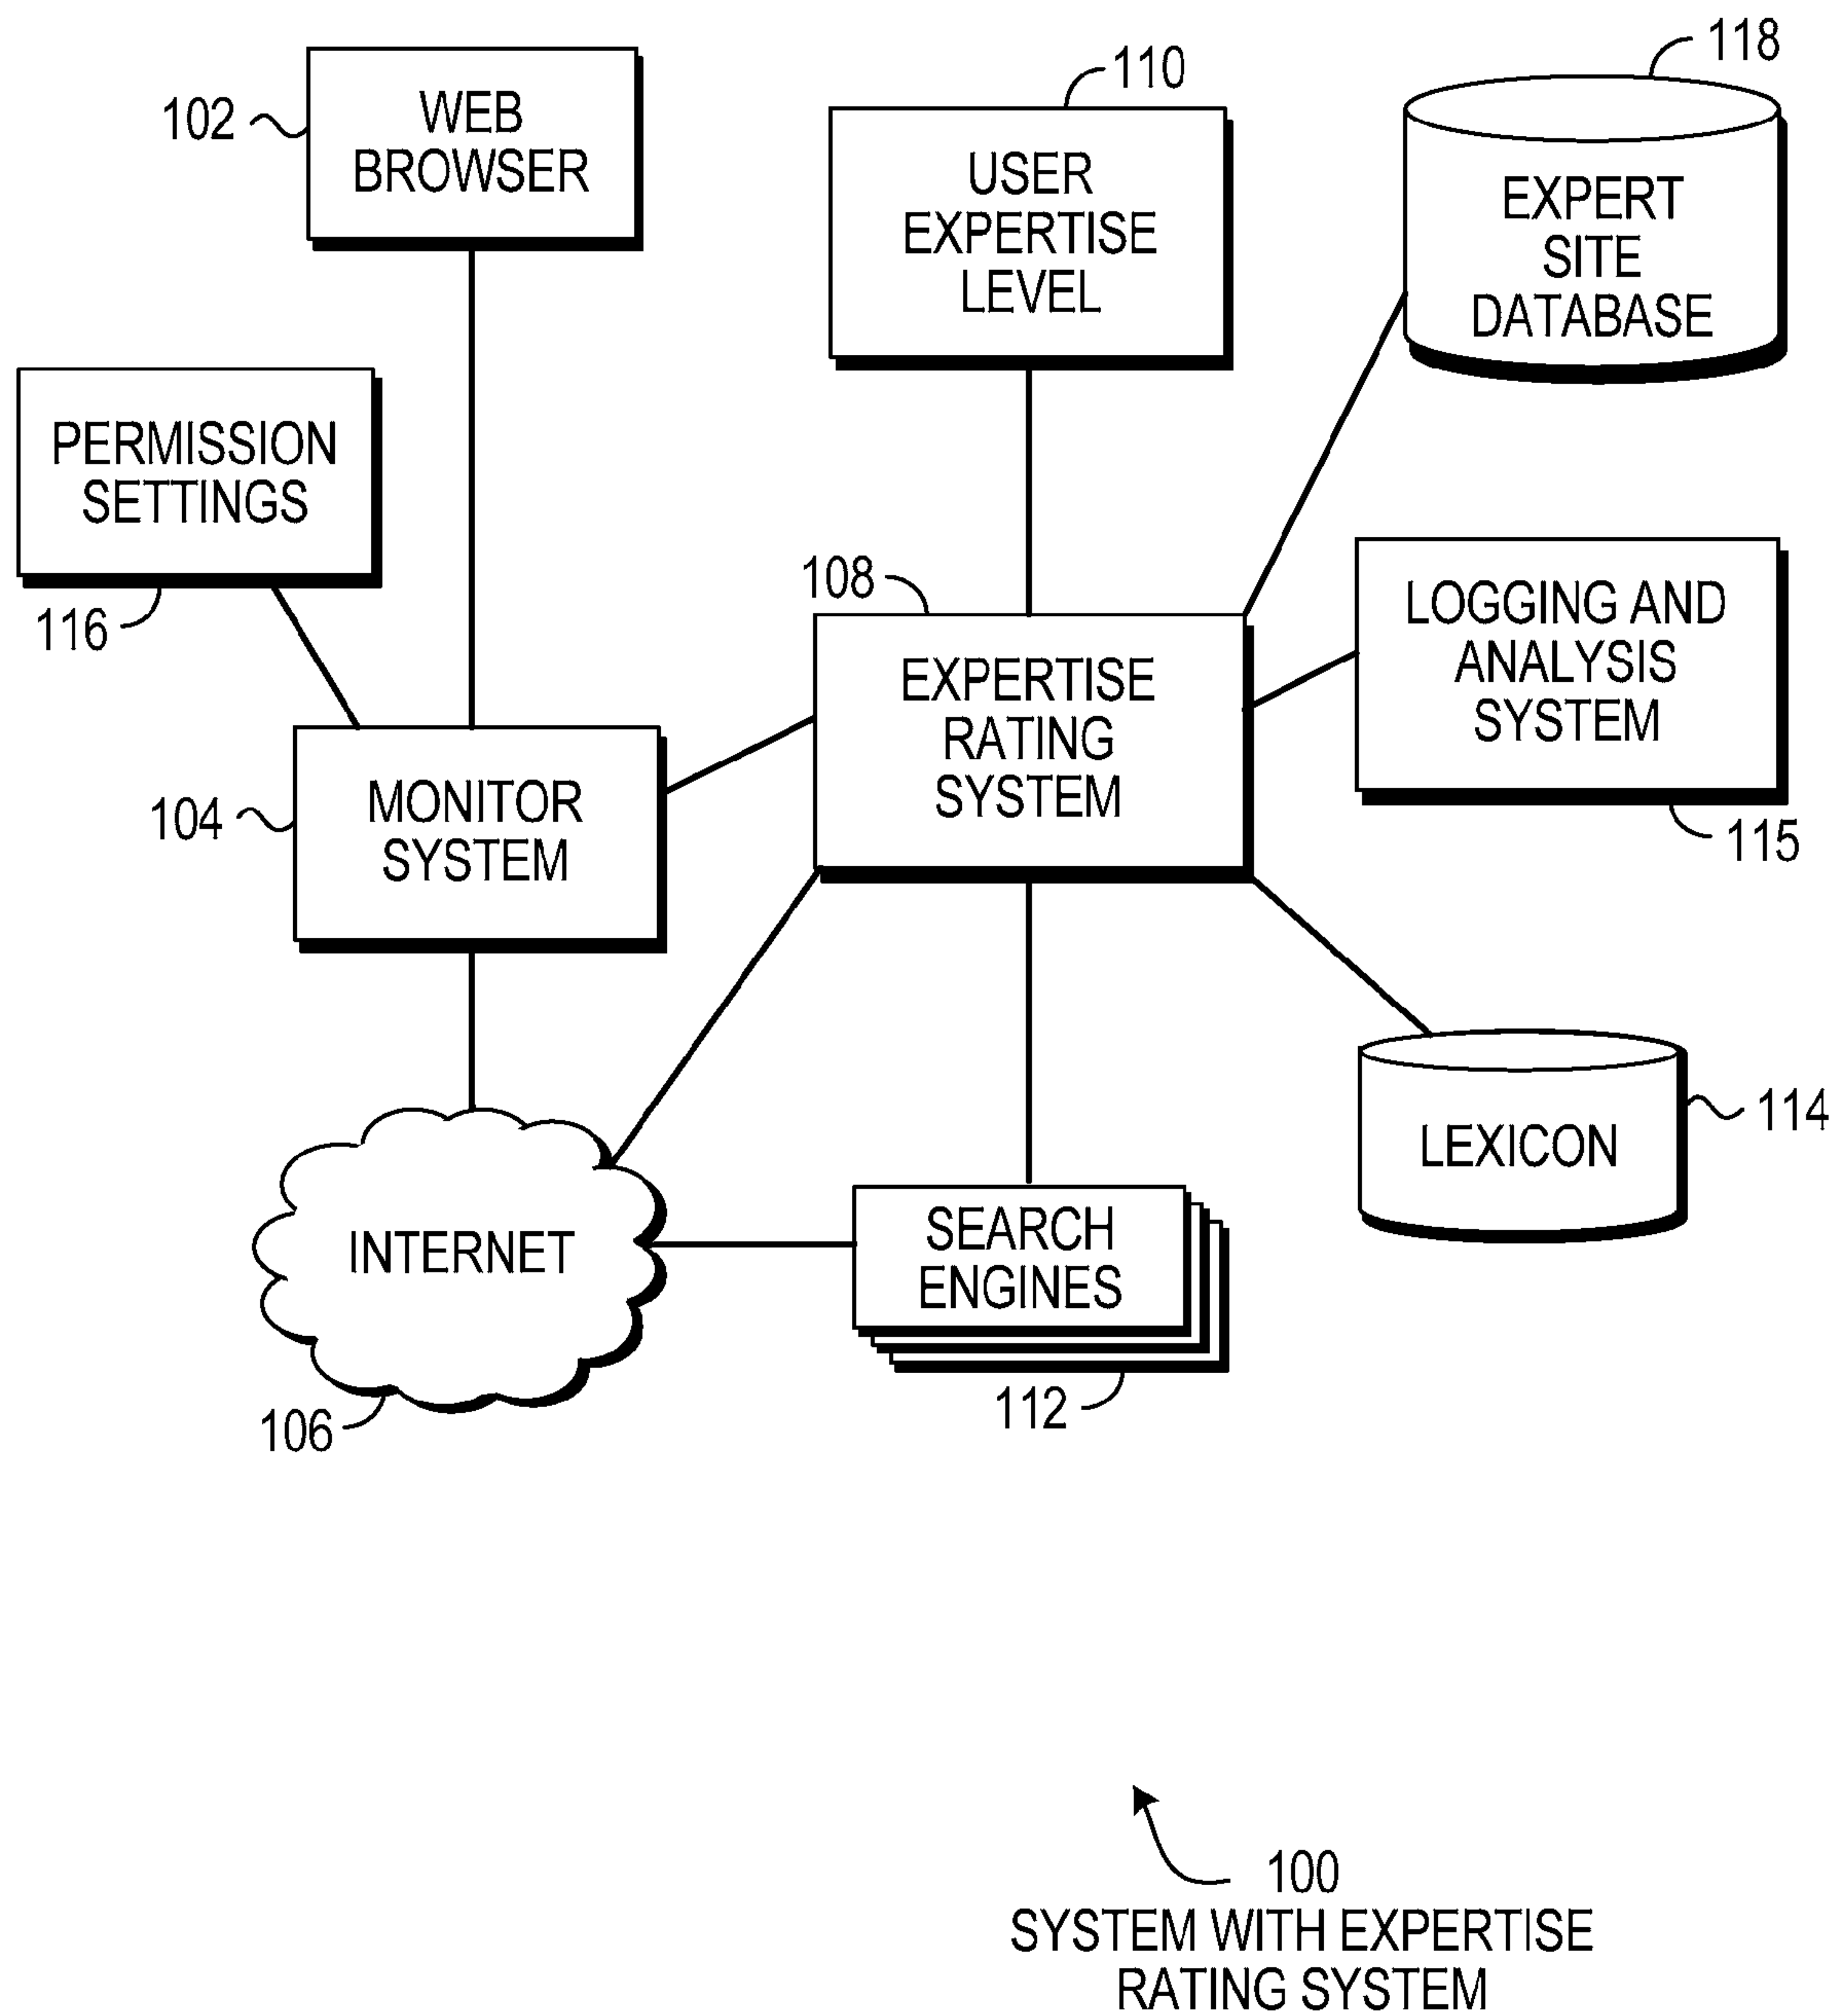 118
110
102
WEB
BROWSER
USER
EXPERTISE
LEVEL
EXPERT
SITE
DATABASE
PERMISSION
SETTINGS
116
108
LOGGING AND
ANALYSIS
SYSTEM
115
EXPERTISE
RATING
SYSTEM
104
MONITOR
SYSTEM
114
LEXICON
INTERNET
106
SEARCH
ENGINES
112
100
SYSTEM WITH EXPERTISE
RATING SYSTEM